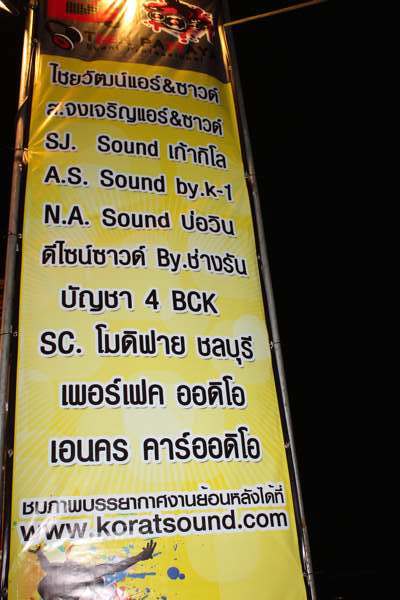 ไชยวัฒน์แอร์&ซาวด์
ส.จงเจริญแอร์&ซาวด์
SJ. Sound เก้ากิโล
A.S. Sound by.k-1
N.A. Sound บ่อวิน
ดีไซน์ซาวด์ By.ช่างรัน
บัญชา 4 BCK
SC. โมดิฟาย ชลบุรี
เพอร์เฟค ออดิโอ
เอนคร คาร์ออดิโอ
ชมภาพบรรยากาศงานย้อนหลังได้ที่
www.koratsound.com